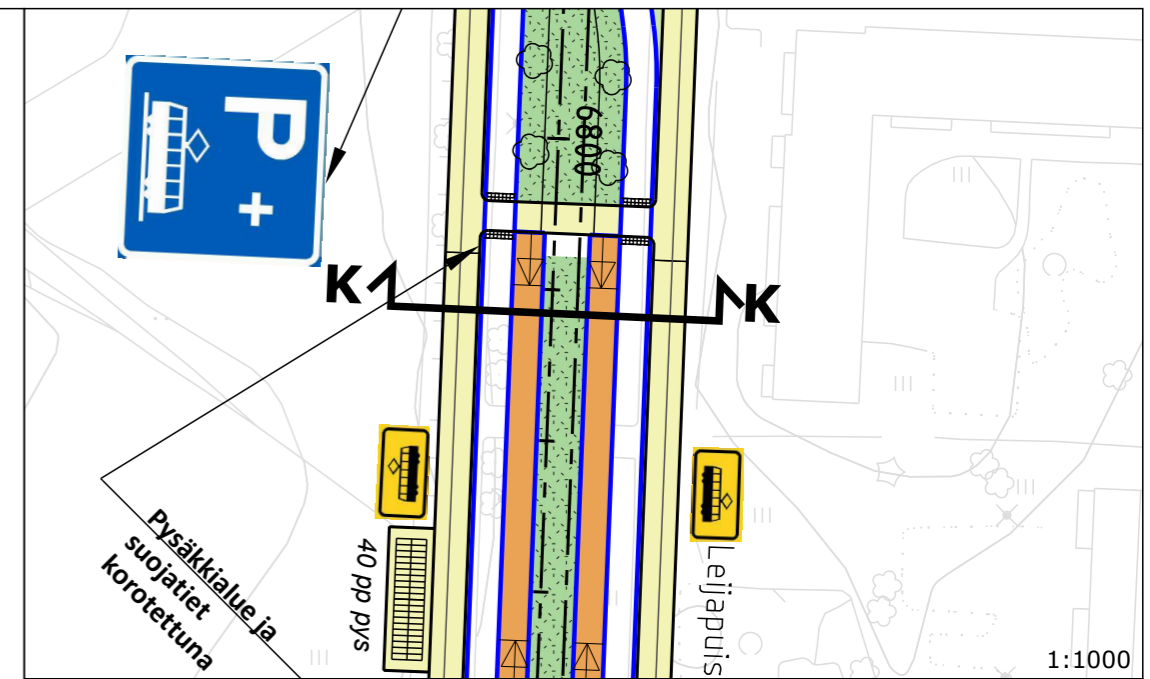 P
+
6800
K
K
Pysäkkialue ja
suojatiet
korotettuna
40 pp pys
Leijapuis
1:1000